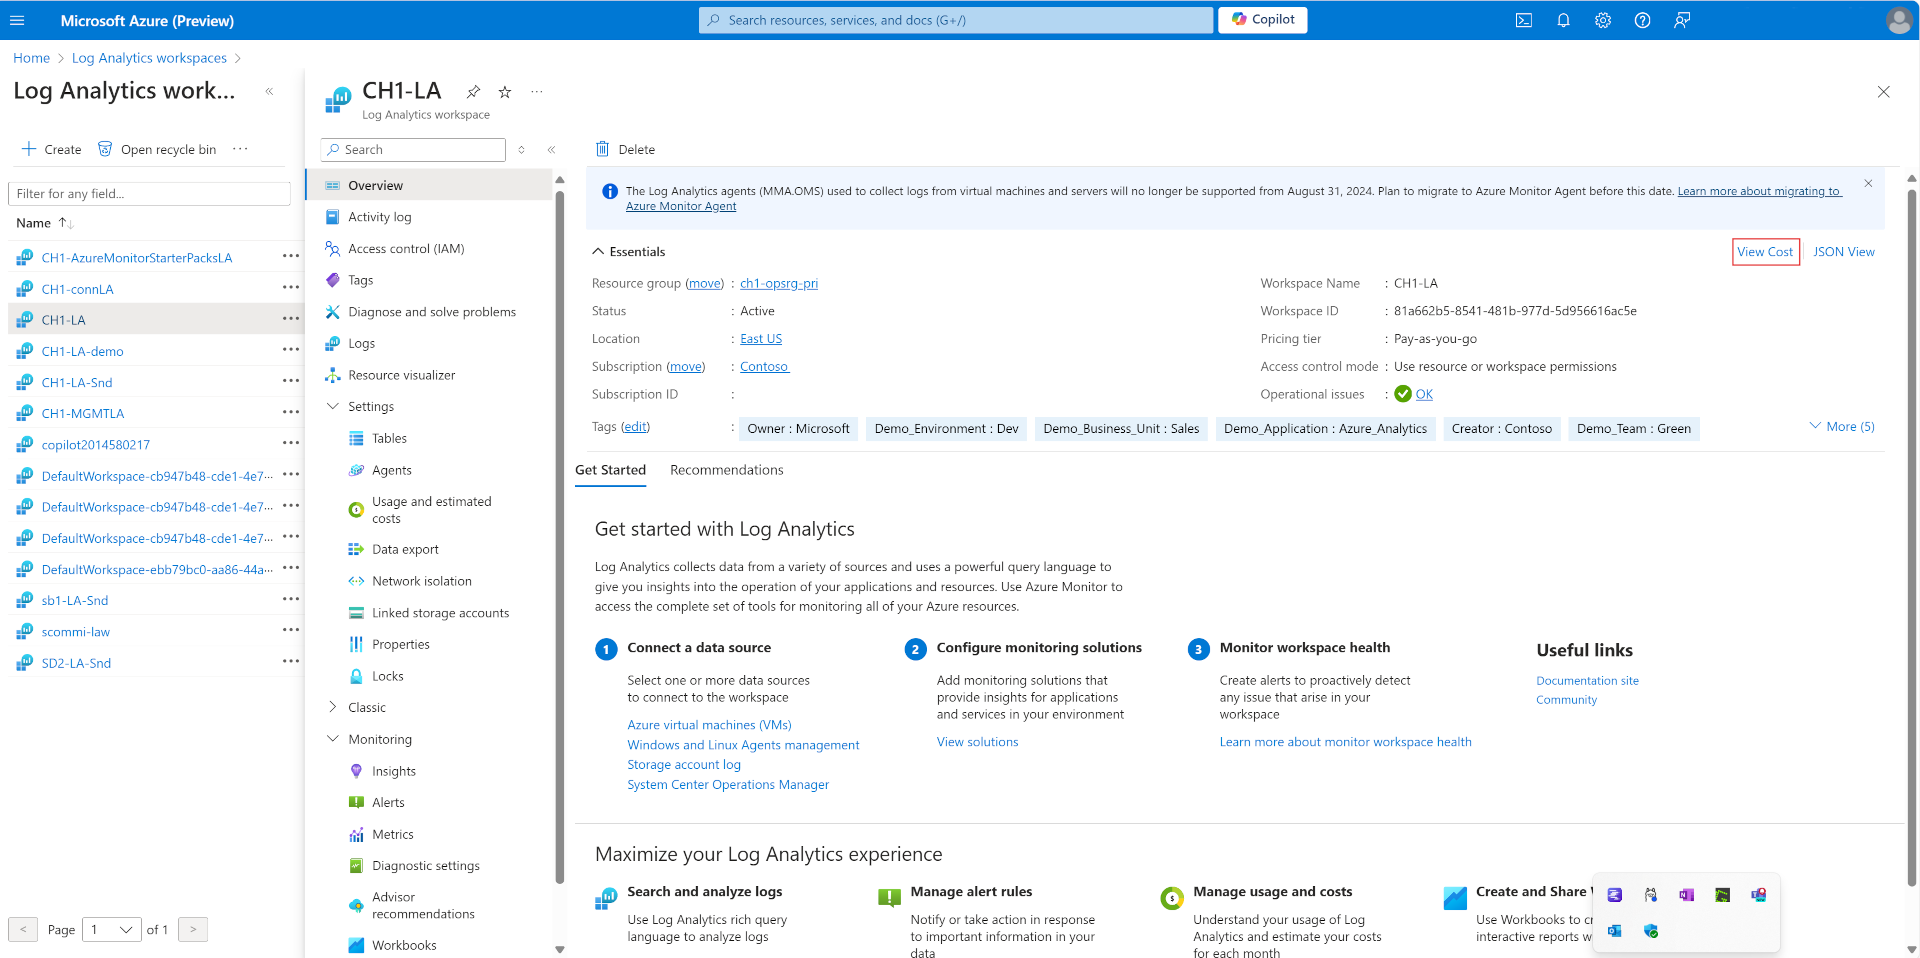 Microsoft Azure (Preview)
Search resources, services, and docs (G+/)
Copilot
Home > Log Analytics workspaces >
Log Analytics work...
Create
Open recycle bin
Filter for any field...
Name
CH1-AzureMonitorStarterPacksLA
CH1-connLA
CH1-LA
CH1-LA-demo
CH1-LA-Snd
CH1-MGMTLA
copilot2014580217
DefaultWorkspace-cb947b48-cde1-4e7...
DefaultWorkspace-cb947b48-cde1-4e7...
DefaultWorkspace-cb947b48-cde1-4e7...
DefaultWorkspace-ebb79bc0-aa86-44a...
sb1-LA-Snd
scommi-law
SD2-LA-Snd
< Page 1 of 1 >
CH1-LA
Log Analytics workspace
Search
Overview
Activity log
Access control (IAM)
Tags
Diagnose and solve problems
Logs
Resource visualizer
Settings
Tables
Agents
Usage and estimated
costs
Data export
Network isolation
Linked storage accounts
Properties
Locks
Classic
Monitoring
Insights
Alerts
Metrics
Diagnostic settings
Advisor
recommendations
Workbooks
Delete
The Log Analytics agents (MMA.OMS) used to collect logs from virtual machines and servers will no longer be supported from August 31, 2024. Plan to migrate to Azure Monitor Agent before this date. Learn more about migrating to
Azure Monitor Agent
Essentials
View Cost
JSON View
Resource group (move) : ch1-opsrg-pri
Status : Active
Location : East US
Subscription (move) : Contoso
Subscription ID :
Workspace Name : CH1-LA
Workspace ID : 81a662b5-8541-481b-977d-5d956616ac5e
Pricing tier : Pay-as-you-go
Access control mode : Use resource or workspace permissions
Operational issues : OK
Tags (edit) : Owner : Microsoft Demo_Environment : Dev Demo_Business_Unit : Sales Demo_Application : Azure_Analytics Creator : Contoso Demo_Team : Green More (5)
Get Started
Recommendations
Get started with Log Analytics
Log Analytics collects data from a variety of sources and uses a powerful query language to
give you insights into the operation of your applications and resources. Use Azure Monitor to
access the complete set of tools for monitoring all of your Azure resources.
1 Connect a data source
Select one or more data sources
to connect to the workspace
Azure virtual machines (VMs)
Windows and Linux Agents management
Storage account log
System Center Operations Manager
2 Configure monitoring solutions
Add monitoring solutions that
provide insights for applications
and services in your environment
View solutions
3 Monitor workspace health
Create alerts to proactively detect
any issue that arise in your
workspace
Learn more about monitor workspace health
Useful links
Documentation site
Community
Maximize your Log Analytics experience
Search and analyze logs
Use Log Analytics rich query
language to analyze logs
Manage alert rules
Notify or take action in response
to important information in your
data
Manage usage and costs
Understand your usage of Log
Analytics and estimate your costs
for each month
Create and Share
Use Workbooks to
interactive reports